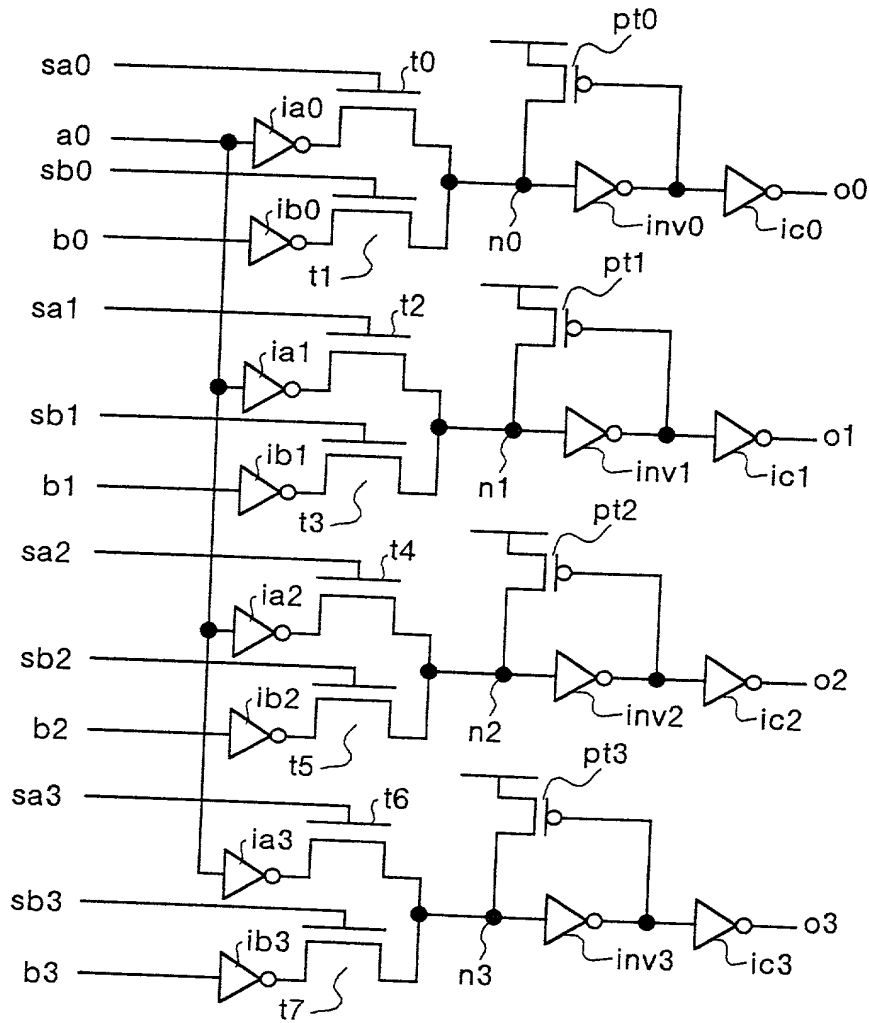 pt0
sa0
t0
ia0
a0
sb0
ib0
b0
t1
n0
inv0
ic0
o0
pt1
sa1
t2
ia1
sb1
ib1
b1
t3
n1
inv1
ic1
o1
pt2
sa2
t4
ia2
sb2
ib2
b2
t5
n2
inv2
ic2
o2
pt3
sa3
t6
ia3
sb3
ib3
b3
t7
n3
inv3
ic3
o3